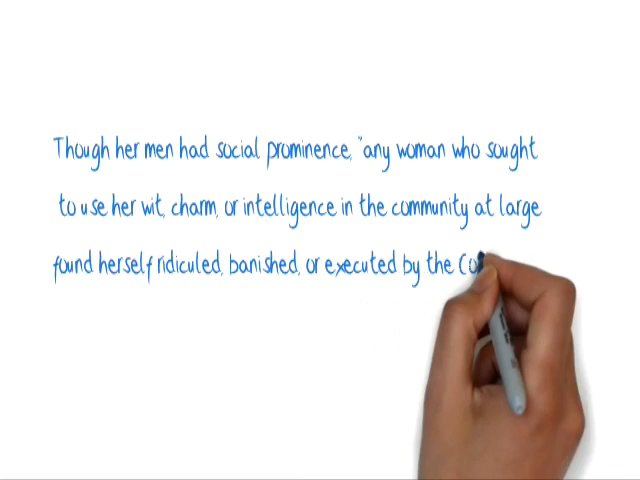 Though her men had social prominence, "any woman who sought
to use her wit, charm, or intelligence in the community at large
found herself ridiculed, banished, or executed by the